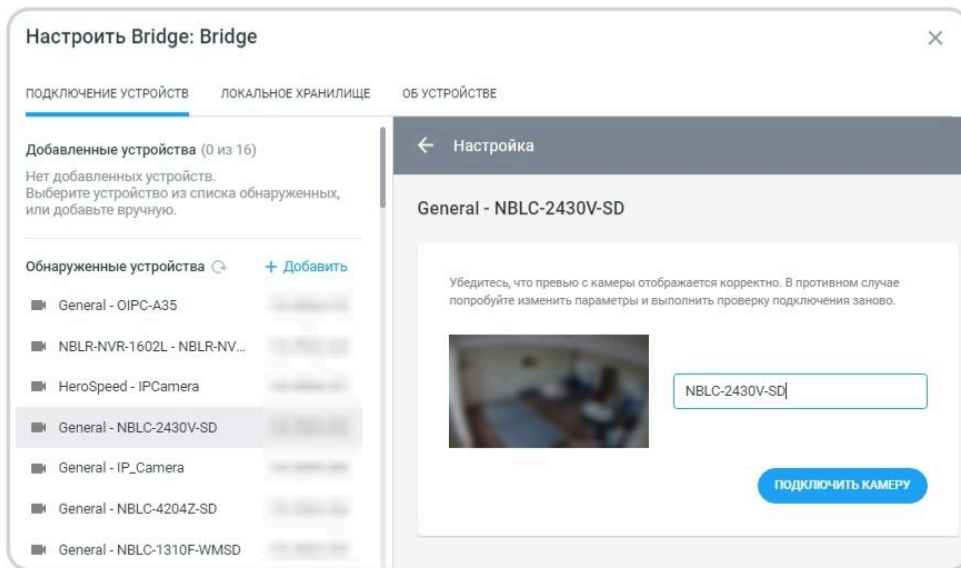 Настроить Bridge: Bridge
ПОДКЛЮЧЕНИЕ УСТРОЙСТВ
ЛОКАЛЬНОЕ ХРАНИЛИЩЕ
ОБ УСТРОЙСТВЕ
Добавленные устройства (0 из 16)
Нет добавленных устройств.
Выберите устройство из списка обнаруженных,
или добавьте вручную.
Обнаруженные устройства
+ Добавить
General - OIPC-A35
NBLR-NVR-1602L - NBLR-NV...
HeroSpeed - IPCamera
General - NBLC-2430V-SD
General - IP_Camera
General - NBLC-4204Z-SD
General - NBLC-1310F-WMSD
Настройка
General - NBLC-2430V-SD
Убедитесь, что превью с камеры отображается корректно. В противном случае
попробуйте изменить параметры и выполнить проверку подключения заново.
NBLC-2430V-SD
ПОДКЛЮЧИТЬ КАМЕРУ